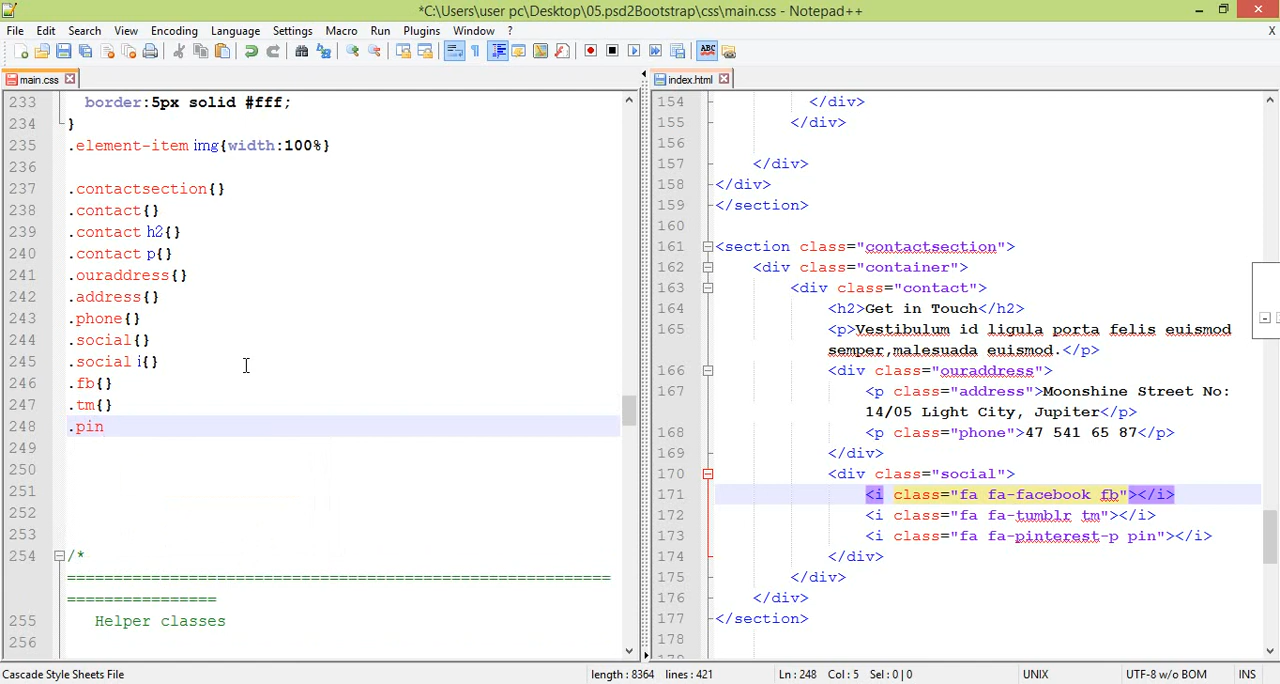 *C:\Users\user pc\Desktop\05.psd2Bootstrap\css\main.css - Notepad++
File Edit Search View Encoding Language Settings Macro Run Plugins Window ? X
ABC
main.css
233 border:5px solid #fff;
234 }
235 .element-item img{width:100%}
236
237 .contactsection{}
238 .contact{}
239 .contact h2{}
240 .contact p{}
241 .ouraddress{}
242 .address{}
243 .phone{}
244 .social{}
245 .social i{}
246 .fb{}
247 .tm{}
248 .pin
249
250
251
252
253
254 /*
==========================================================
================
255 Helper classes
256
index.html
154 </div>
155 </div>
156
157 </div>
158 </div>
159 </section>
160
161 <section class="contactsection">
162 <div class="container">
163 <div class="contact">
164 <h2>Get in Touch</h2>
165 <p>Vestibulum id ligula porta felis euismod
semper,malesuada euismod.</p>
166 <div class="ouraddress">
167 <p class="address">Moonshine Street No:
14/05 Light City, Jupiter</p>
168 <p class="phone">47 541 65 87</p>
169 </div>
170 <div class="social">
171 <i class="fa fa-facebook fb"></i>
172 <i class="fa fa-tumblr tm"></i>
173 <i class="fa fa-pinterest-p pin"></i>
174 </div>
175 </div>
176 </div>
177 </section>
178
Cascade Style Sheets File length : 8364 lines : 421 Ln : 248 Col : 5 Sel : 0 | 0 UNIX UTF-8 w/o BOM INS